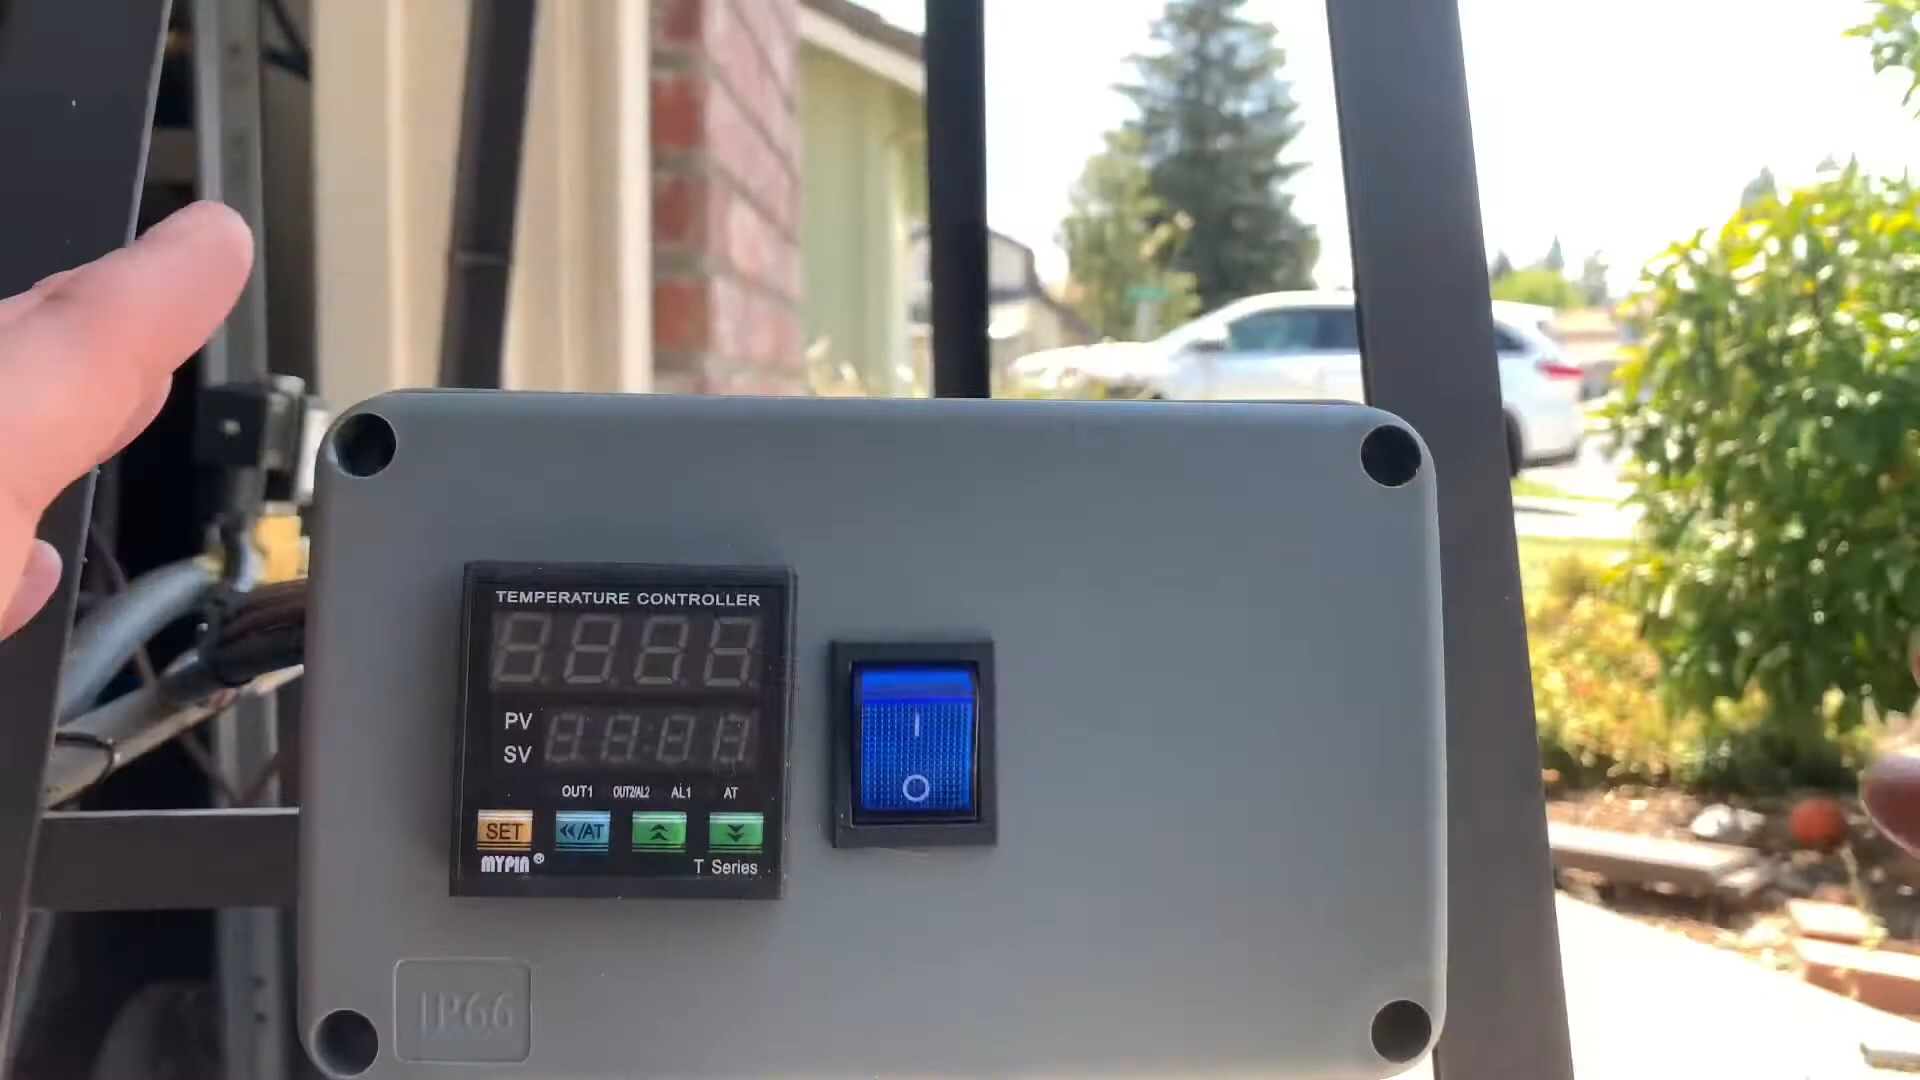 TEMPERATURE CONTROLLER
PV
SV
OUT1 OUT2/AL2 AL1 AT
SET «/AT
MYPIN® T Series
I
O
IP66